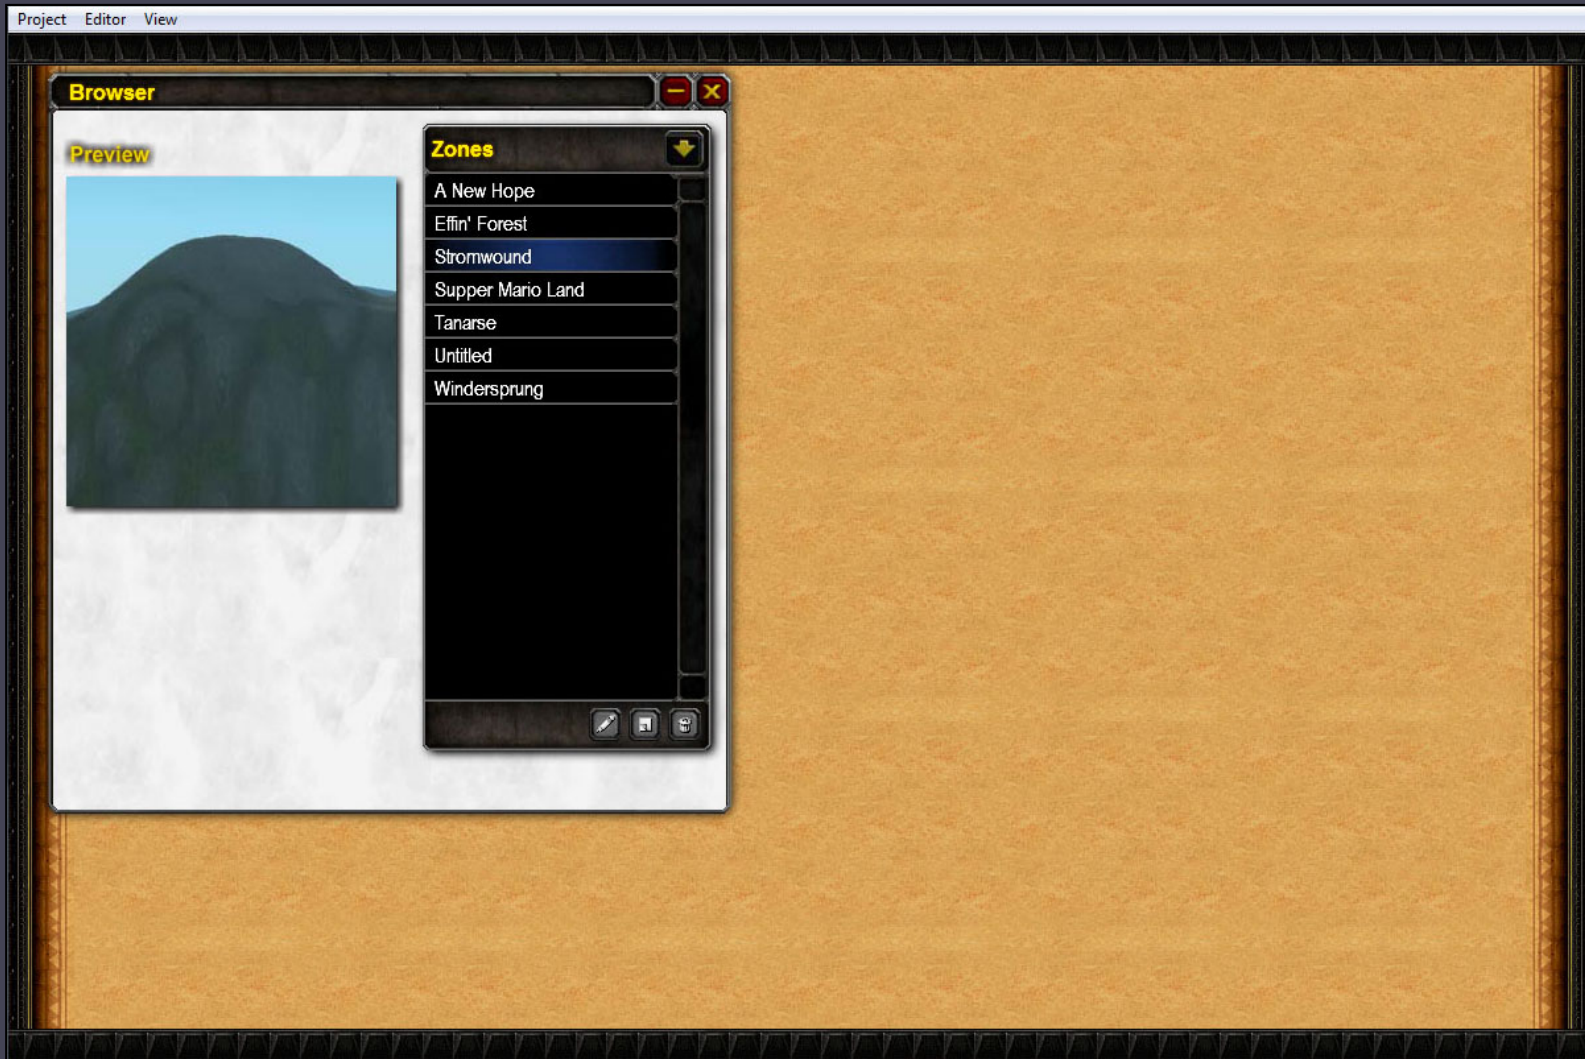 Project Editor View
Browser
Preview
Zones
A New Hope
Effin' Forest
Stromwound
Supper Mario Land
Tanarse
Untitled
Windersprung